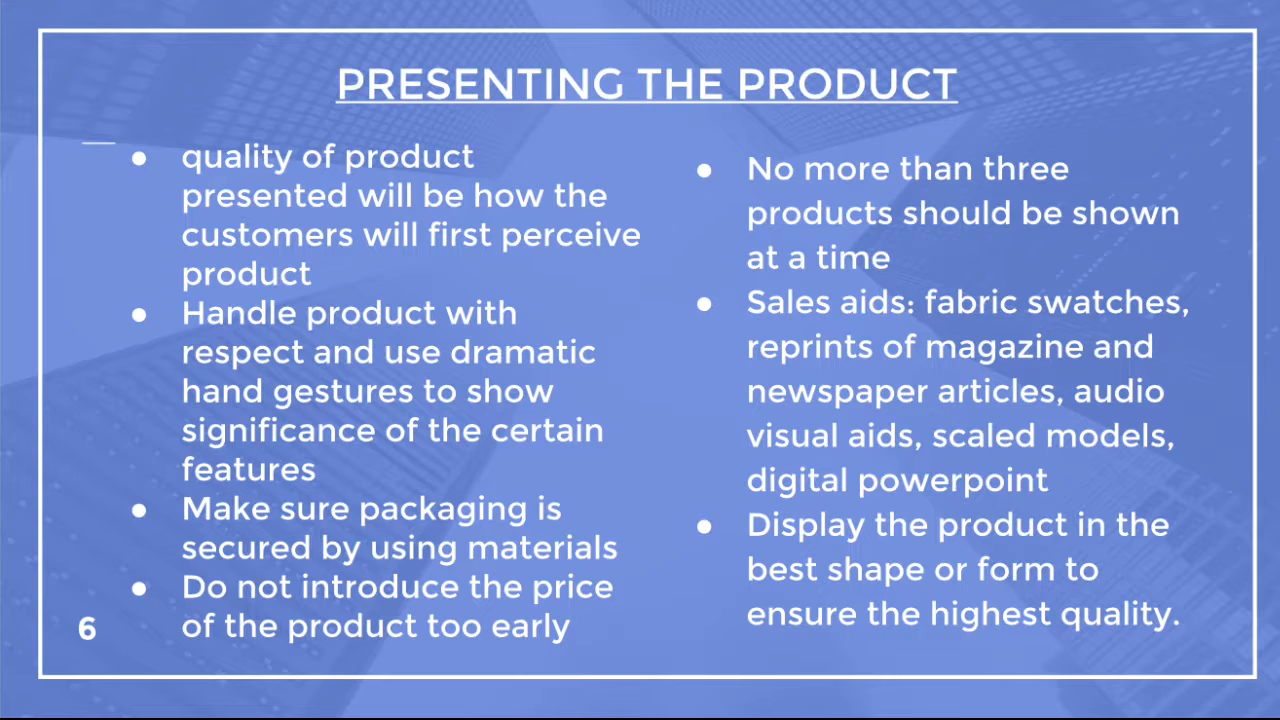 PRESENTING THE PRODUCT
● quality of product
presented will be how the
customers will first perceive
product
● Handle product with
respect and use dramatic
hand gestures to show
significance of the certain
features
● Make sure packaging is
secured by using materials
● Do not introduce the price
of the product too early
● No more than three
products should be shown
at a time
● Sales aids: fabric swatches,
reprints of magazine and
newspaper articles, audio
visual aids, scaled models,
digital powerpoint
● Display the product in the
best shape or form to
ensure the highest quality.
6